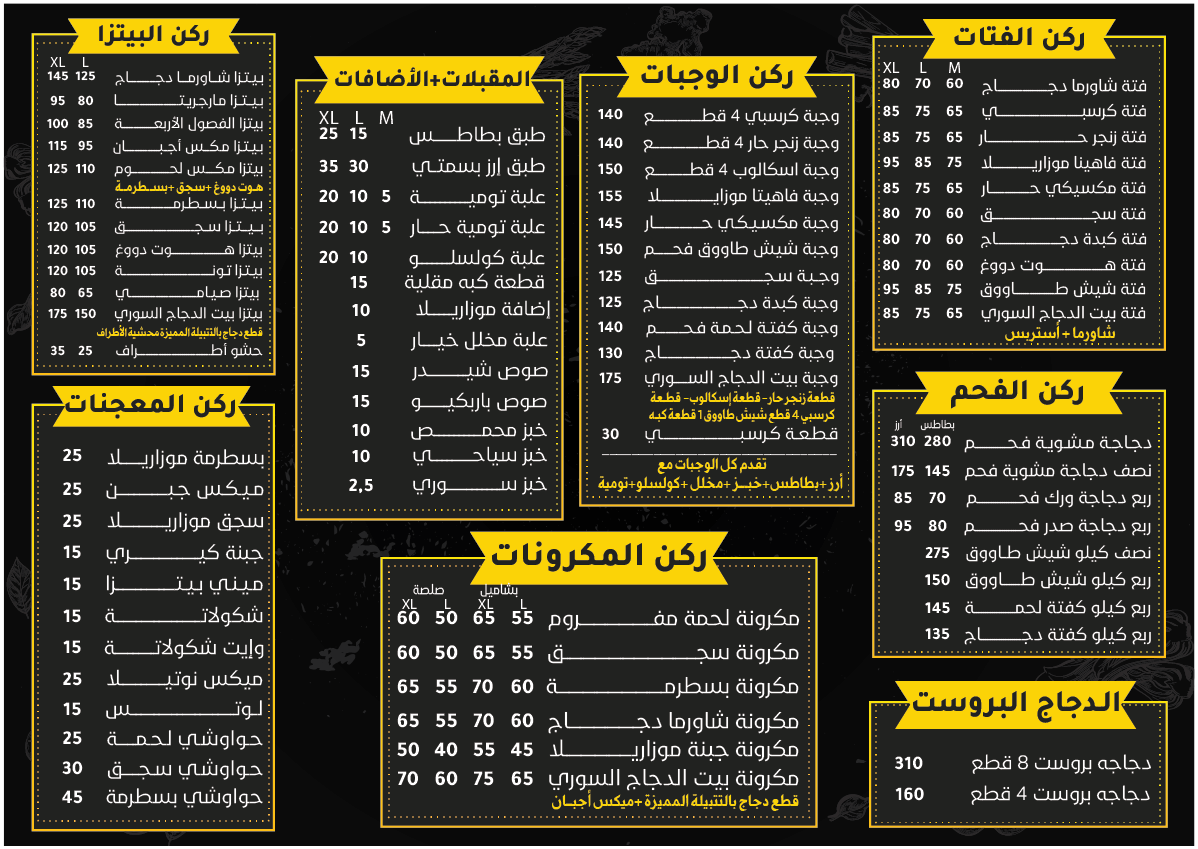 ركن الفتات
XL L M
فتة شاورما دجاج 60 70 80
فتة كرسبي 65 75 85
فتة زنجر حار 65 75 85
فتة فاهيتا موزاريلا 75 85 95
فتة مكسيكي حار 65 75 85
فتة سجق 60 70 80
فتة كبدة دجاج 60 70 80
فتة هوت دووغ 60 70 80
فتة شيش طاووق 75 85 95
فتة بيت الدجاج السوري 65 75 85
شاورما + أستربس
ركن الفحم
بطاطس أرز
دجاجة مشوية فحم 280 310
نصف دجاجة مشوية فحم 145 175
ربع دجاجة ورك فحم 70 85
ربع دجاجة صدر فحم 80 95
نصف كيلو شيش طاووق 275
ربع كيلو شيش طاووق 150
ربع كيلو كفتة لحمة 145
ربع كيلو كفتة دجاج 135
الدجاج البروست
دجاجه بروست 8 قطع 310
دجاجه بروست 4 قطع 160
ركن الوجبات
وجبة كرسبي 4 قطع 140
وجبة زنجر حار 4 قطع 140
وجبة اسكالوب 4 قطع 150
وجبة فاهيتا موزايلا 155
وجبة مكسيكي حار 145
وجبة شيش طاووق فحم 150
وجبة سجق 125
وجبة كبدة دجاج 125
وجبة كفتة لحمة فحم 140
وجبة كفتة دجاج 130
وجبة بيت الدجاج السوري 175
قطعة زنجر حار- قطعة إسكالوب- قطعة
كرسبي 4 قطع شيش طاووق 1 قطعة كبه
قطعة كرسبي 30
تقدم كل الوجبات مع
أرز +بطاطس+خبز +مخلل +كولسلو+تومية
المقبلات+الأضافات
XL L M
طبق بطاطس 15 25
طبق إرز بسمتي 30 35
علبة تومية 5 10 20
علبة تومية حار 5 10 20
علبة كولسلو 10 20
قطعة كبه مقلية 15
إضافة موزاريلا 10
علبة مخلل خيار 5
صوص شيدر 15
صوص باربكيو 15
خبز محمص 10
خبز سياحي 10
خبز سوري 2,5
ركن المكرونات
بشاميل صلصة
XL L XL L
مكرونة لحمة مفروم 55 65 50 60
مكرونة سجق 55 65 50 60
مكرونة بسطرمة 60 70 55 65
مكرونة شاورما دجاج 60 70 55 65
مكرونة جبنة موزاريلا 45 55 40 50
مكرونة بيت الدجاج السوري 65 75 60 70
قطع دجاج بالتتبيلة المميزة +ميكس أجبان
ركن البيتزا
XL L
بيتزا شاورما دجاج 125 145
بيتزا مارجريتا 80 95
بيتزا الفصول الأربعة 85 100
بيتزا مكس أجبان 95 115
بيتزا مكس لحوم 110 125
هوت دووغ +سجق +بسطرمة
بيتزا بسطرمة 110 125
بيتزا سجق 105 120
بيتزا هوت دووغ 105 120
بيتزا تونة 105 120
بيتزا صيامي 65 80
بيتزا بيت الدجاج السوري 150 175
قطع دجاج بالتتبيلة المميزة محشية الأطراف
حشو أطراف 25 35
ركن المعجنات
بسطرمة موزاريلا 25
ميكس جبن 25
سجق موزاريلا 25
جبنة كيري 15
ميني بيتزا 15
شكولاتة 15
وايت شكولاتة 15
ميكس نوتيلا 25
لوتس 15
حواوشي لحمة 25
حواوشي سجق 30
حواوشي بسطرمة 45